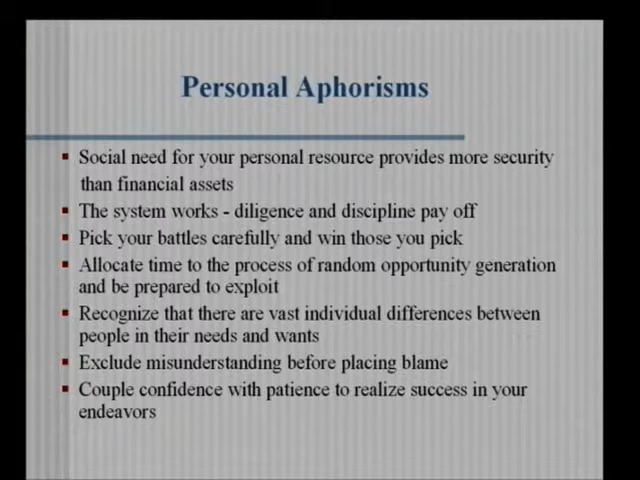 Personal Aphorisms
Social need for your personal resource provides more security
than financial assets
The system works - diligence and discipline pay off
Pick your battles carefully and win those you pick
Allocate time to the process of random opportunity generation
and be prepared to exploit
Recognize that there are vast individual differences between
people in their needs and wants
Exclude misunderstanding before placing blame
Couple confidence with patience to realize success in your
endeavors